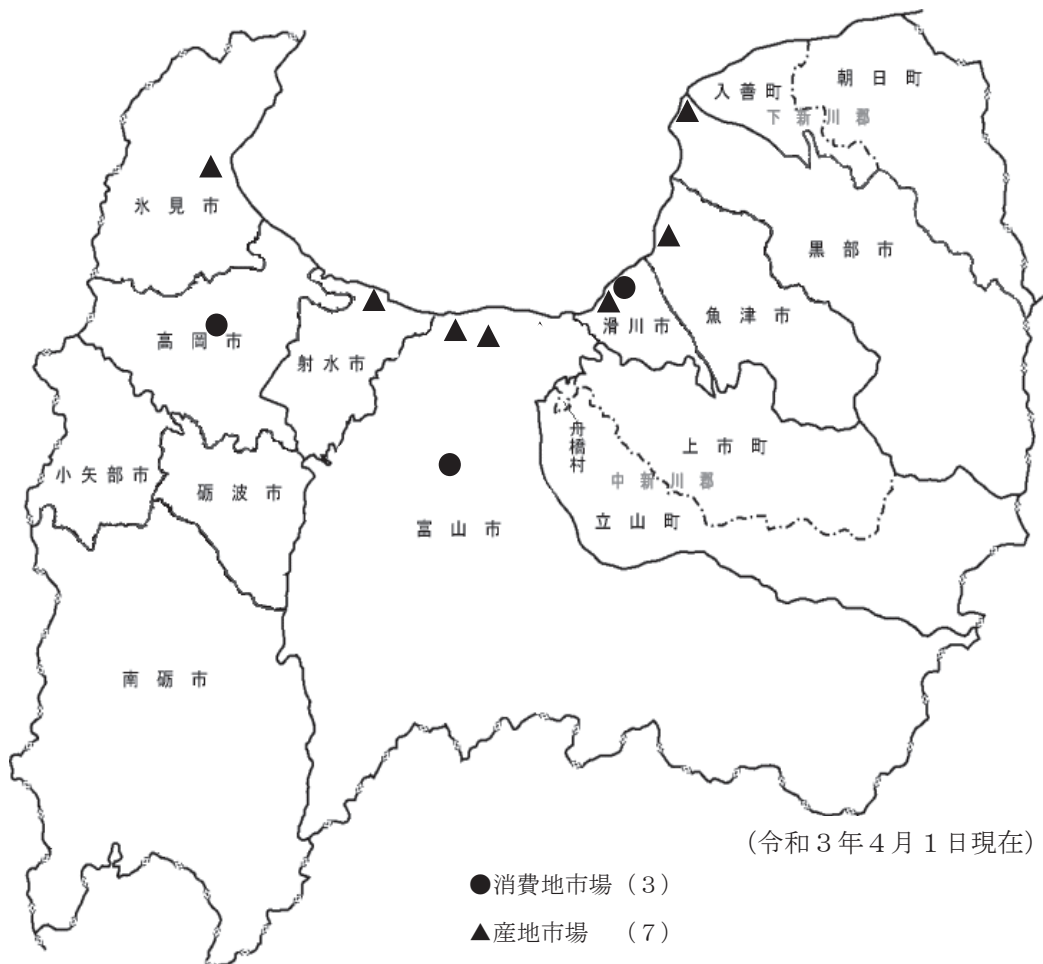 朝日町
入善町
下新川郡
氷見市
黒部市
魚津市
滑川市
高岡市
射水市
舟橋村
上市町
小矢部市
砺波市
中新川郡
富山市
立山町
南砺市
(令和3年4月1日現在)
●消費地市場(3)
▲産地市場 (7)